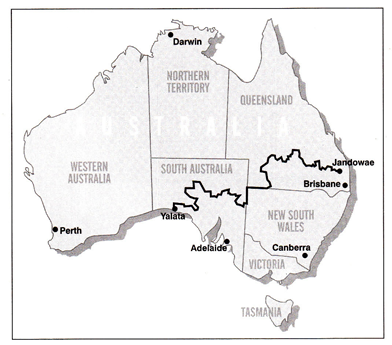 Darwin
NORTHERN
TERRITORY
QUEENSLAND
AUSTRALIA
WESTERN
AUSTRALIA
SOUTH AUSTRALIA
Jandowae
Brisbane
Yalata
NEW SOUTH
WALES
Perth
Adelaide
Canberra
VICTORIA
TASMANIA